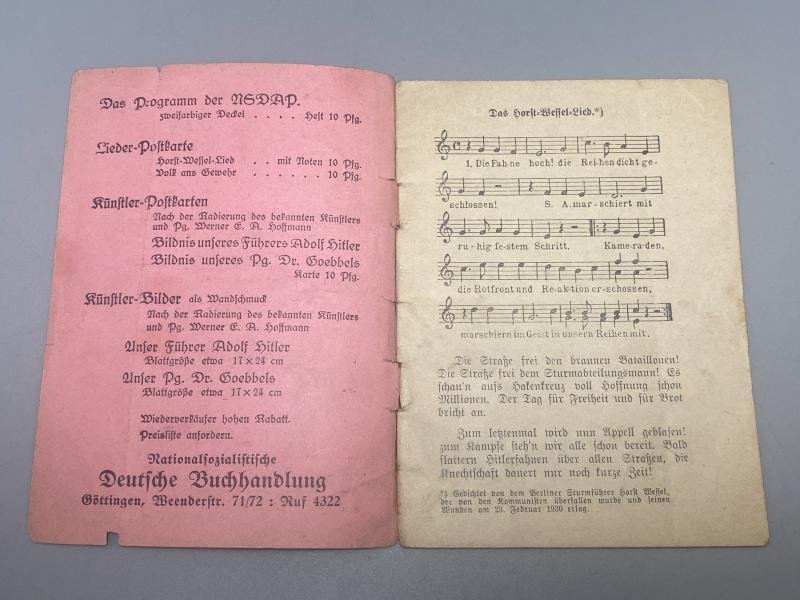 Das Programm der NSDAP.
zweifarbiger Deckel . . . . Heft 10 Pfg.
Lieder-Postkarte
Horst-Wessel-Lied . . mit Noten 10 Pfg.
Volk ans Gewehr . . . . . . 10 Pfg.
Künstler-Postkarten
Nach der Radierung des bekannten Künstlers
und Pg. Werner E. A. Hoffmann
Bildnis unseres Führers Adolf Hitler
Bildnis unseres Pg. Dr. Goebbels
Karte 10 Pfg.
Künstler-Bilder als Wandschmuck
Nach der Radierung des bekannten Künstlers
und Pg. Werner E. A. Hoffmann
Unser Führer Adolf Hitler
Blattgröße etwa 17×24 cm
Unser Pg. Dr. Goebbels
Blattgröße etwa 17×24 cm
Wiederverkäufer hohen Rabatt.
Preisliste anfordern.
Nationalsozialistische
Deutsche Buchhandlung
Göttingen, Weenderstr. 71/72 : Ruf 4322
Das Horst-Wessel-Lied.*)
1. Die Fah-ne hoch! die Rei-hen dicht ge-
schlossen! S. A. mar-schiert mit
ru-hig fe-stem Schritt. Kame-ra-den,
die Rotfront und Re-ak-tion er-schossen,
marschiern im Geist in unsern Reihen mit.
Die Straße frei den braunen Bataillonen!
Die Straße frei dem Sturmabteilungsmann! Es
schau'n aufs Hakenkreuz voll Hoffnung schon
Millionen. Der Tag für Freiheit und für Brot
bricht an.
Zum letztenmal wird nun Appell geblasen!
zum Kampfe steh'n wir alle schon bereit. Bald
flattern Hitlerfahnen über allen Straßen, die
Knechtschaft dauert nur noch kurze Zeit!
*) Gedichtet von dem Berliner Sturmführer Horst Wessel,
der von den Kommunisten überfallen wurde und seinen
Wunden am 23. Februar 1930 erlag.